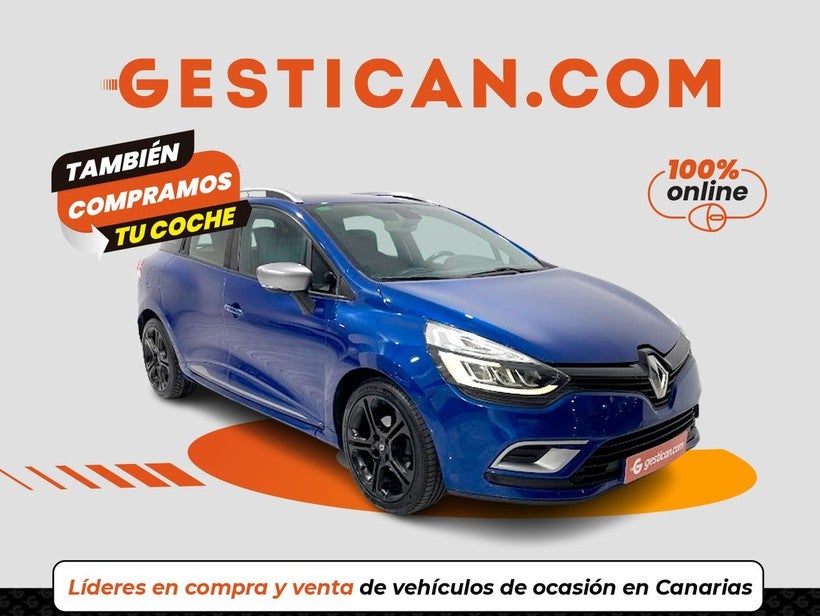 GESTICAN.COM
TAMBIÉN
COMPRAMOS
TU COCHE
100%
online
gestican.com
Líderes en compra y venta de vehículos de ocasión en Canarias